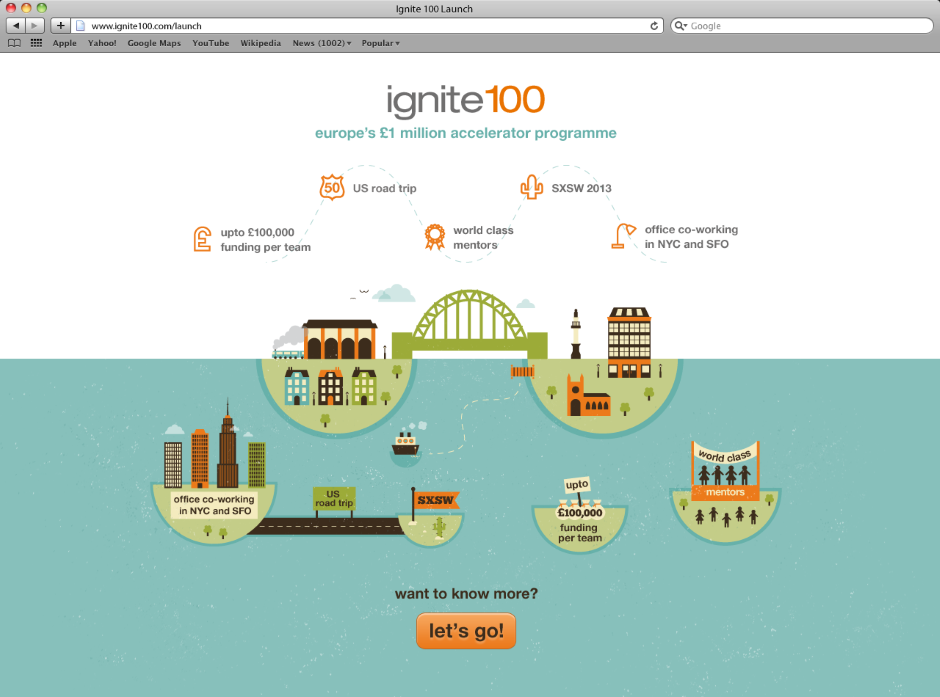 Ignite 100 Launch
www.ignite100.com/launch
Google
Apple
Yahoo!
Google Maps
YouTube
Wikipedia
News (1002)
Popular
ignite100
europe's £1 million accelerator programme
50
US road trip
SXSW 2013
£
upto £100,000
funding per team
world class
mentors
office co-working
in NYC and SFO
office co-working
in NYC and SFO
US
road trip
SXSW
upto
£100,000
funding
per team
world class
mentors
want to know more?
let's go!